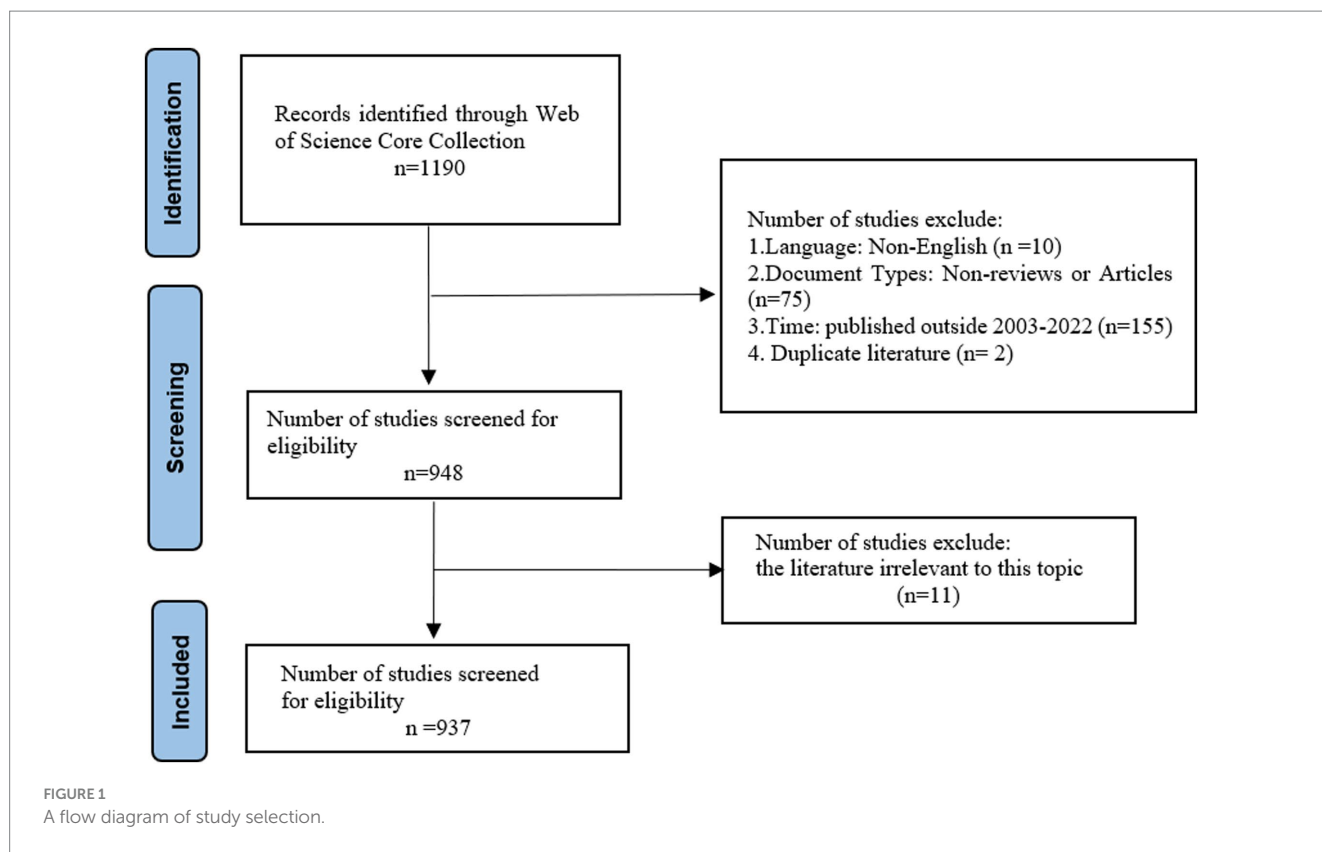 Identification
Records identified through Web
of Science Core Collection
n=1190
Number of studies exclude:
1.Language: Non-English (n =10)
2.Document Types: Non-reviews or Articles
(n=75)
3.Time: published outside 2003-2022 (n=155)
4. Duplicate literature (n= 2)
Screening
Number of studies screened for
eligibility
n=948
Number of studies exclude:
the literature irrelevant to this topic
(n=11)
Included
Number of studies screened
for eligibility
n =937
FIGURE 1
A flow diagram of study selection.